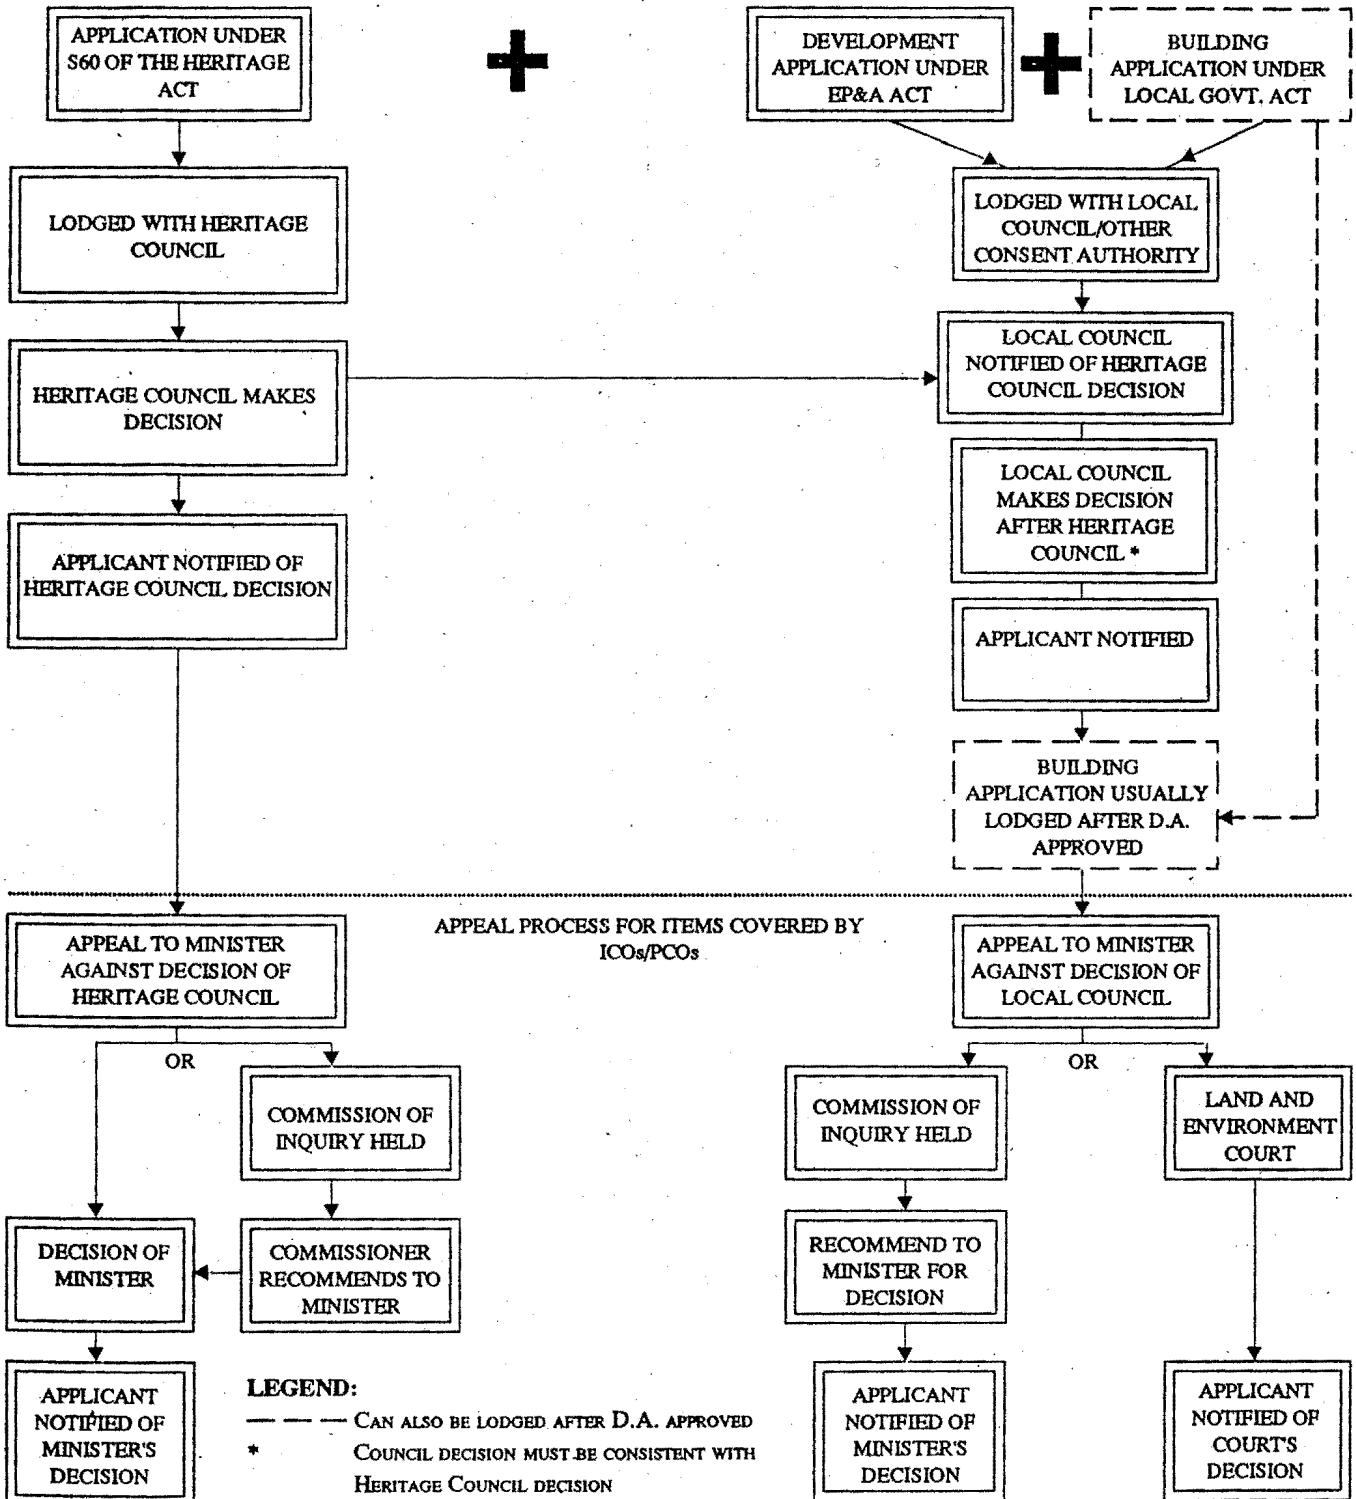 APPLICATION UNDER
S60 OF THE HERITAGE
ACT
DEVELOPMENT
APPLICATION UNDER
EP&A ACT
BUILDING
APPLICATION UNDER
LOCAL GOVT. ACT
LODGED WITH HERITAGE
COUNCIL
LODGED WITH LOCAL
COUNCIL/OTHER
CONSENT AUTHORITY
HERITAGE COUNCIL MAKES
DECISION
LOCAL COUNCIL
NOTIFIED OF HERITAGE
COUNCIL DECISION
LOCAL COUNCIL
MAKES DECISION
AFTER HERITAGE
COUNCIL *
APPLICANT NOTIFIED OF
HERITAGE COUNCIL DECISION
APPLICANT NOTIFIED
BUILDING
APPLICATION USUALLY
LODGED AFTER D.A.
APPROVED
APPEAL PROCESS FOR ITEMS COVERED BY
ICOs/PCOs
APPEAL TO MINISTER
AGAINST DECISION OF
HERITAGE COUNCIL
APPEAL TO MINISTER
AGAINST DECISION OF
LOCAL COUNCIL
OR
OR
COMMISSION OF
INQUIRY HELD
COMMISSION OF
INQUIRY HELD
LAND AND
ENVIRONMENT
COURT
DECISION OF
MINISTER
COMMISSIONER
RECOMMENDS TO
MINISTER
RECOMMEND TO
MINISTER FOR
DECISION
APPLICANT
NOTIFIED OF
MINISTER'S
DECISION
LEGEND:
CAN ALSO BE LODGED AFTER D.A. APPROVED
* COUNCIL DECISION MUST BE CONSISTENT WITH
HERITAGE COUNCIL DECISION
APPLICANT
NOTIFIED OF
MINISTER'S
DECISION
APPLICANT
NOTIFIED OF
COURT'S
DECISION